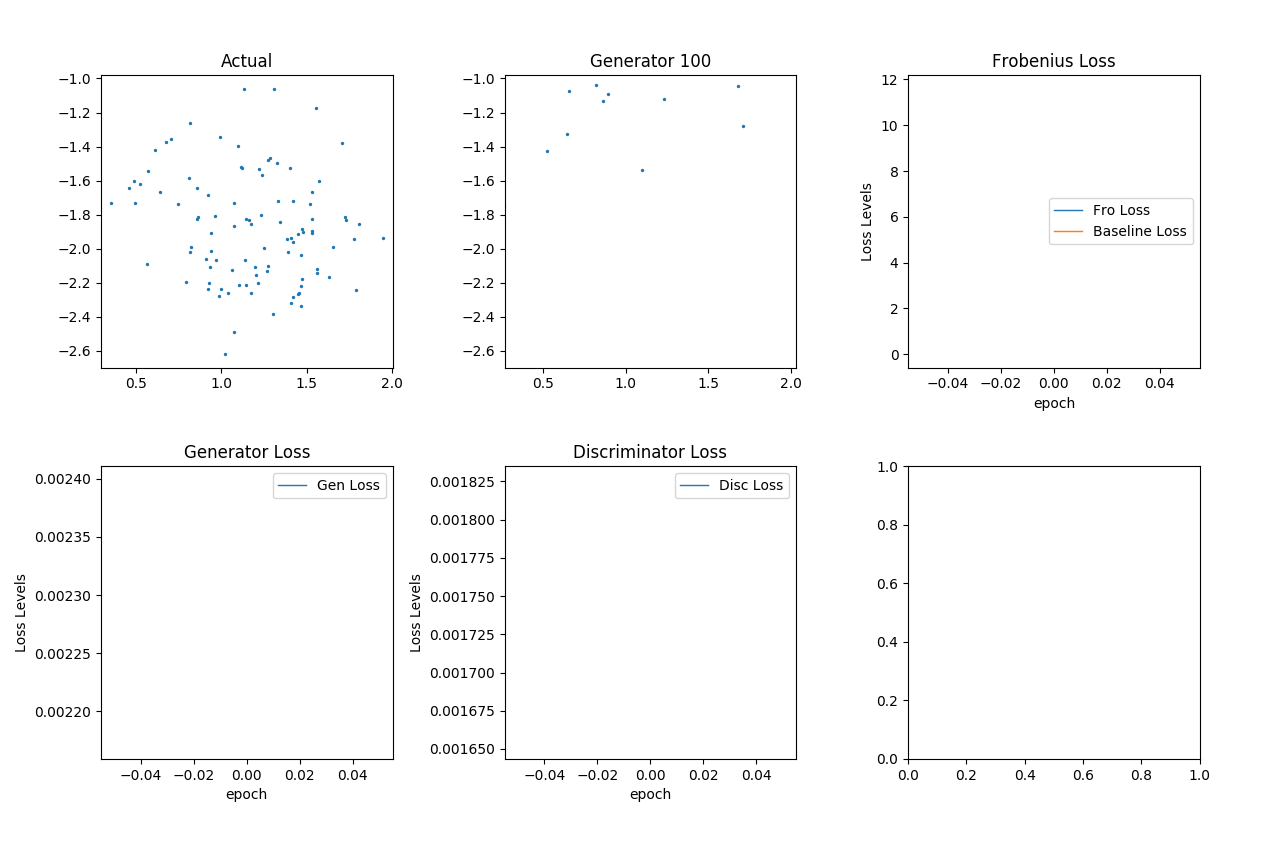 Actual
−1.0
−1.2
−1.4
−1.6
−1.8
−2.0
−2.2
−2.4
−2.6
0.5 1.0 1.5 2.0
Generator 100
−1.0
−1.2
−1.4
−1.6
−1.8
−2.0
−2.2
−2.4
−2.6
0.5 1.0 1.5 2.0
Frobenius Loss
Loss Levels
12
10
8
6
4
2
0
Fro Loss
Baseline Loss
−0.04 −0.02 0.00 0.02 0.04
epoch
Generator Loss
Loss Levels
0.00240
0.00235
0.00230
0.00225
0.00220
Gen Loss
−0.04 −0.02 0.00 0.02 0.04
epoch
Discriminator Loss
Loss Levels
0.001825
0.001800
0.001775
0.001750
0.001725
0.001700
0.001675
0.001650
Disc Loss
−0.04 −0.02 0.00 0.02 0.04
epoch
1.0
0.8
0.6
0.4
0.2
0.0
0.0 0.2 0.4 0.6 0.8 1.0